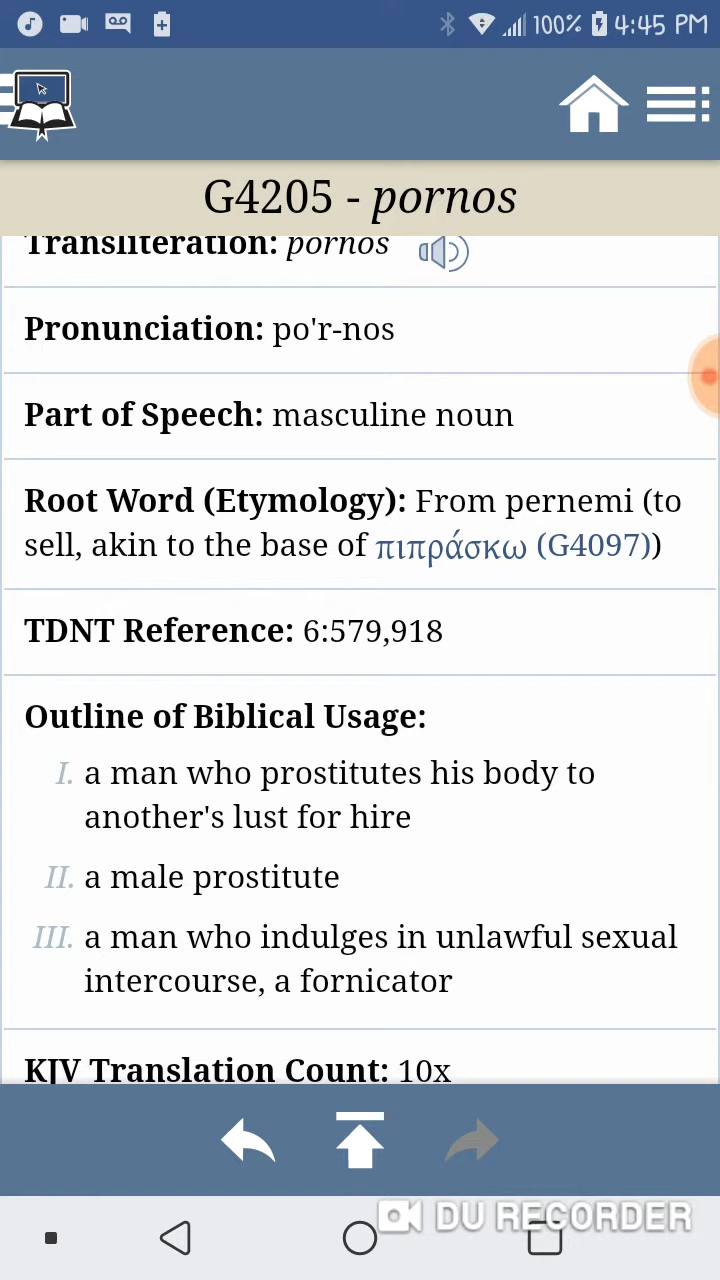 100% 4:45 PM
G4205 - pornos
Transliteration: pornos
Pronunciation: po'r-nos
Part of Speech: masculine noun
Root Word (Etymology): From pernemi (to
sell, akin to the base of πιπράσκω (G4097))
TDNT Reference: 6:579,918
Outline of Biblical Usage:
I. a man who prostitutes his body to
another's lust for hire
II. a male prostitute
III. a man who indulges in unlawful sexual
intercourse, a fornicator
KJV Translation Count: 10x
DU RECORDER